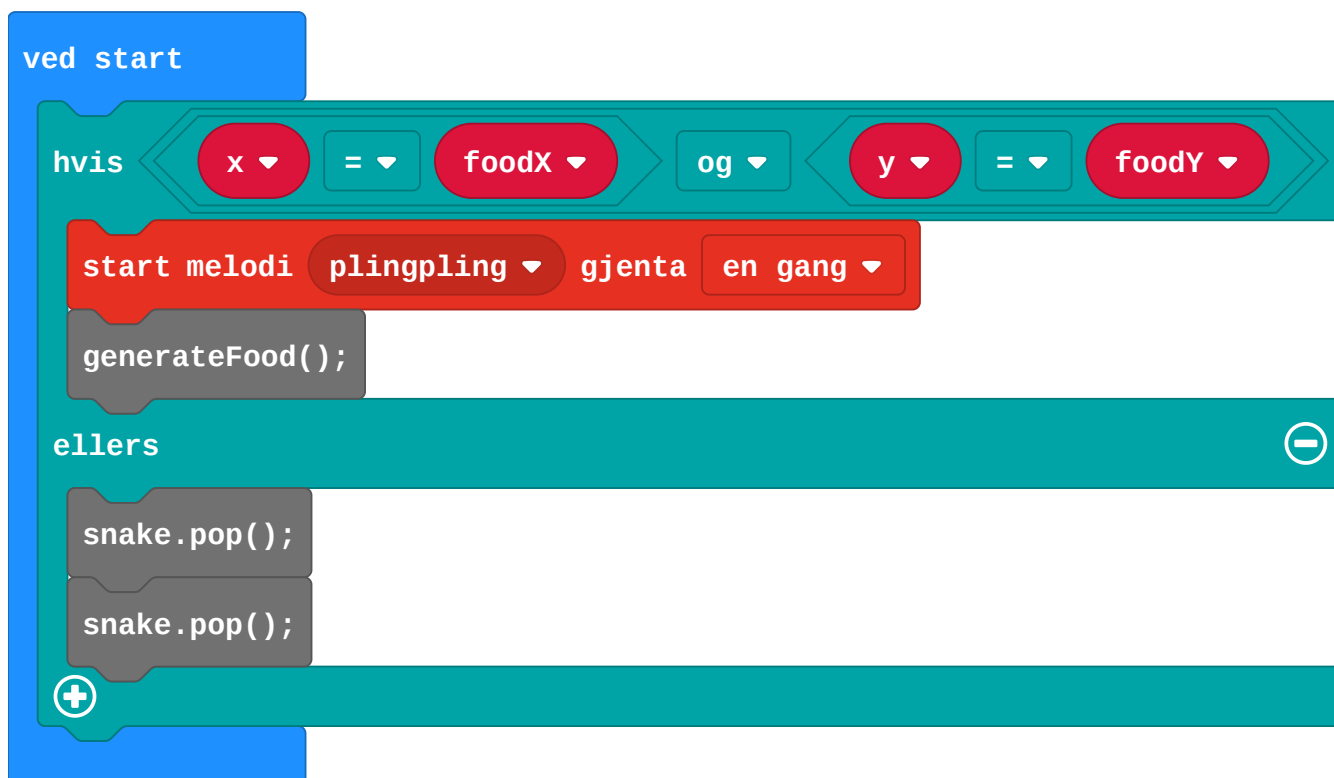 ved start
hvis x = foodX og y = foodY
start melodi plingpling gjenta en gang
generateFood();
ellers
snake.pop();
snake.pop();